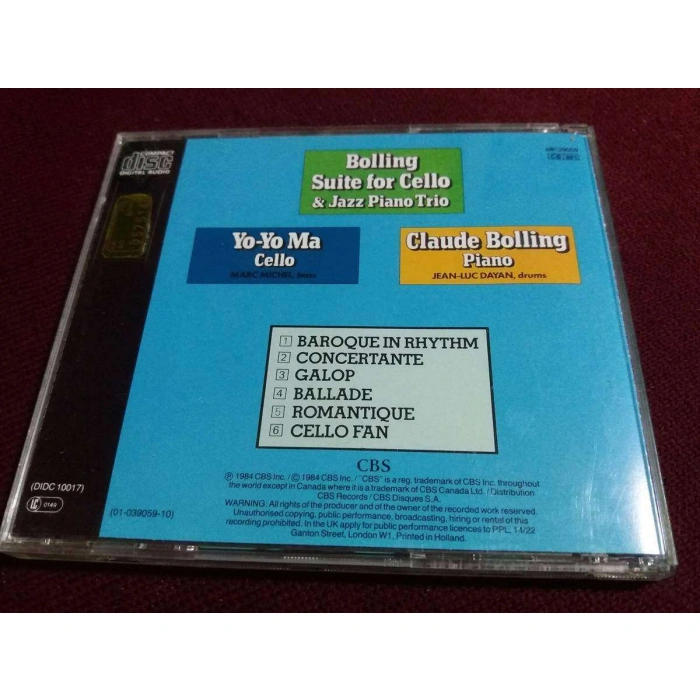 COMPACT
disc
DIGITAL AUDIO
Bolling
Suite for Cello
& Jazz Piano Trio
Yo-Yo Ma
Cello
MARC MICHEL, bass
Claude Bolling
Piano
JEAN-LUC DAYAN, drums
1 BAROQUE IN RHYTHM
2 CONCERTANTE
3 GALOP
4 BALLADE
5 ROMANTIQUE
6 CELLO FAN
CBS
℗ 1984 CBS Inc. / © 1984 CBS Inc. / "CBS" is a reg. trademark of CBS Inc. throughout
the world except in Canada where it is a trademark of CBS Canada Ltd. / Distribution
CBS Records / CBS Disques S.A.
WARNING: All rights of the producer and of the owner of the recorded work reserved.
Unauthorised copying, public performance, broadcasting, hiring or rental of this
recording prohibited. In the UK apply for public performance licences to PPL, 14/22
Ganton Street, London W1. Printed in Holland.
(DIDC 10017)
LC 0149
(01-039059-10)